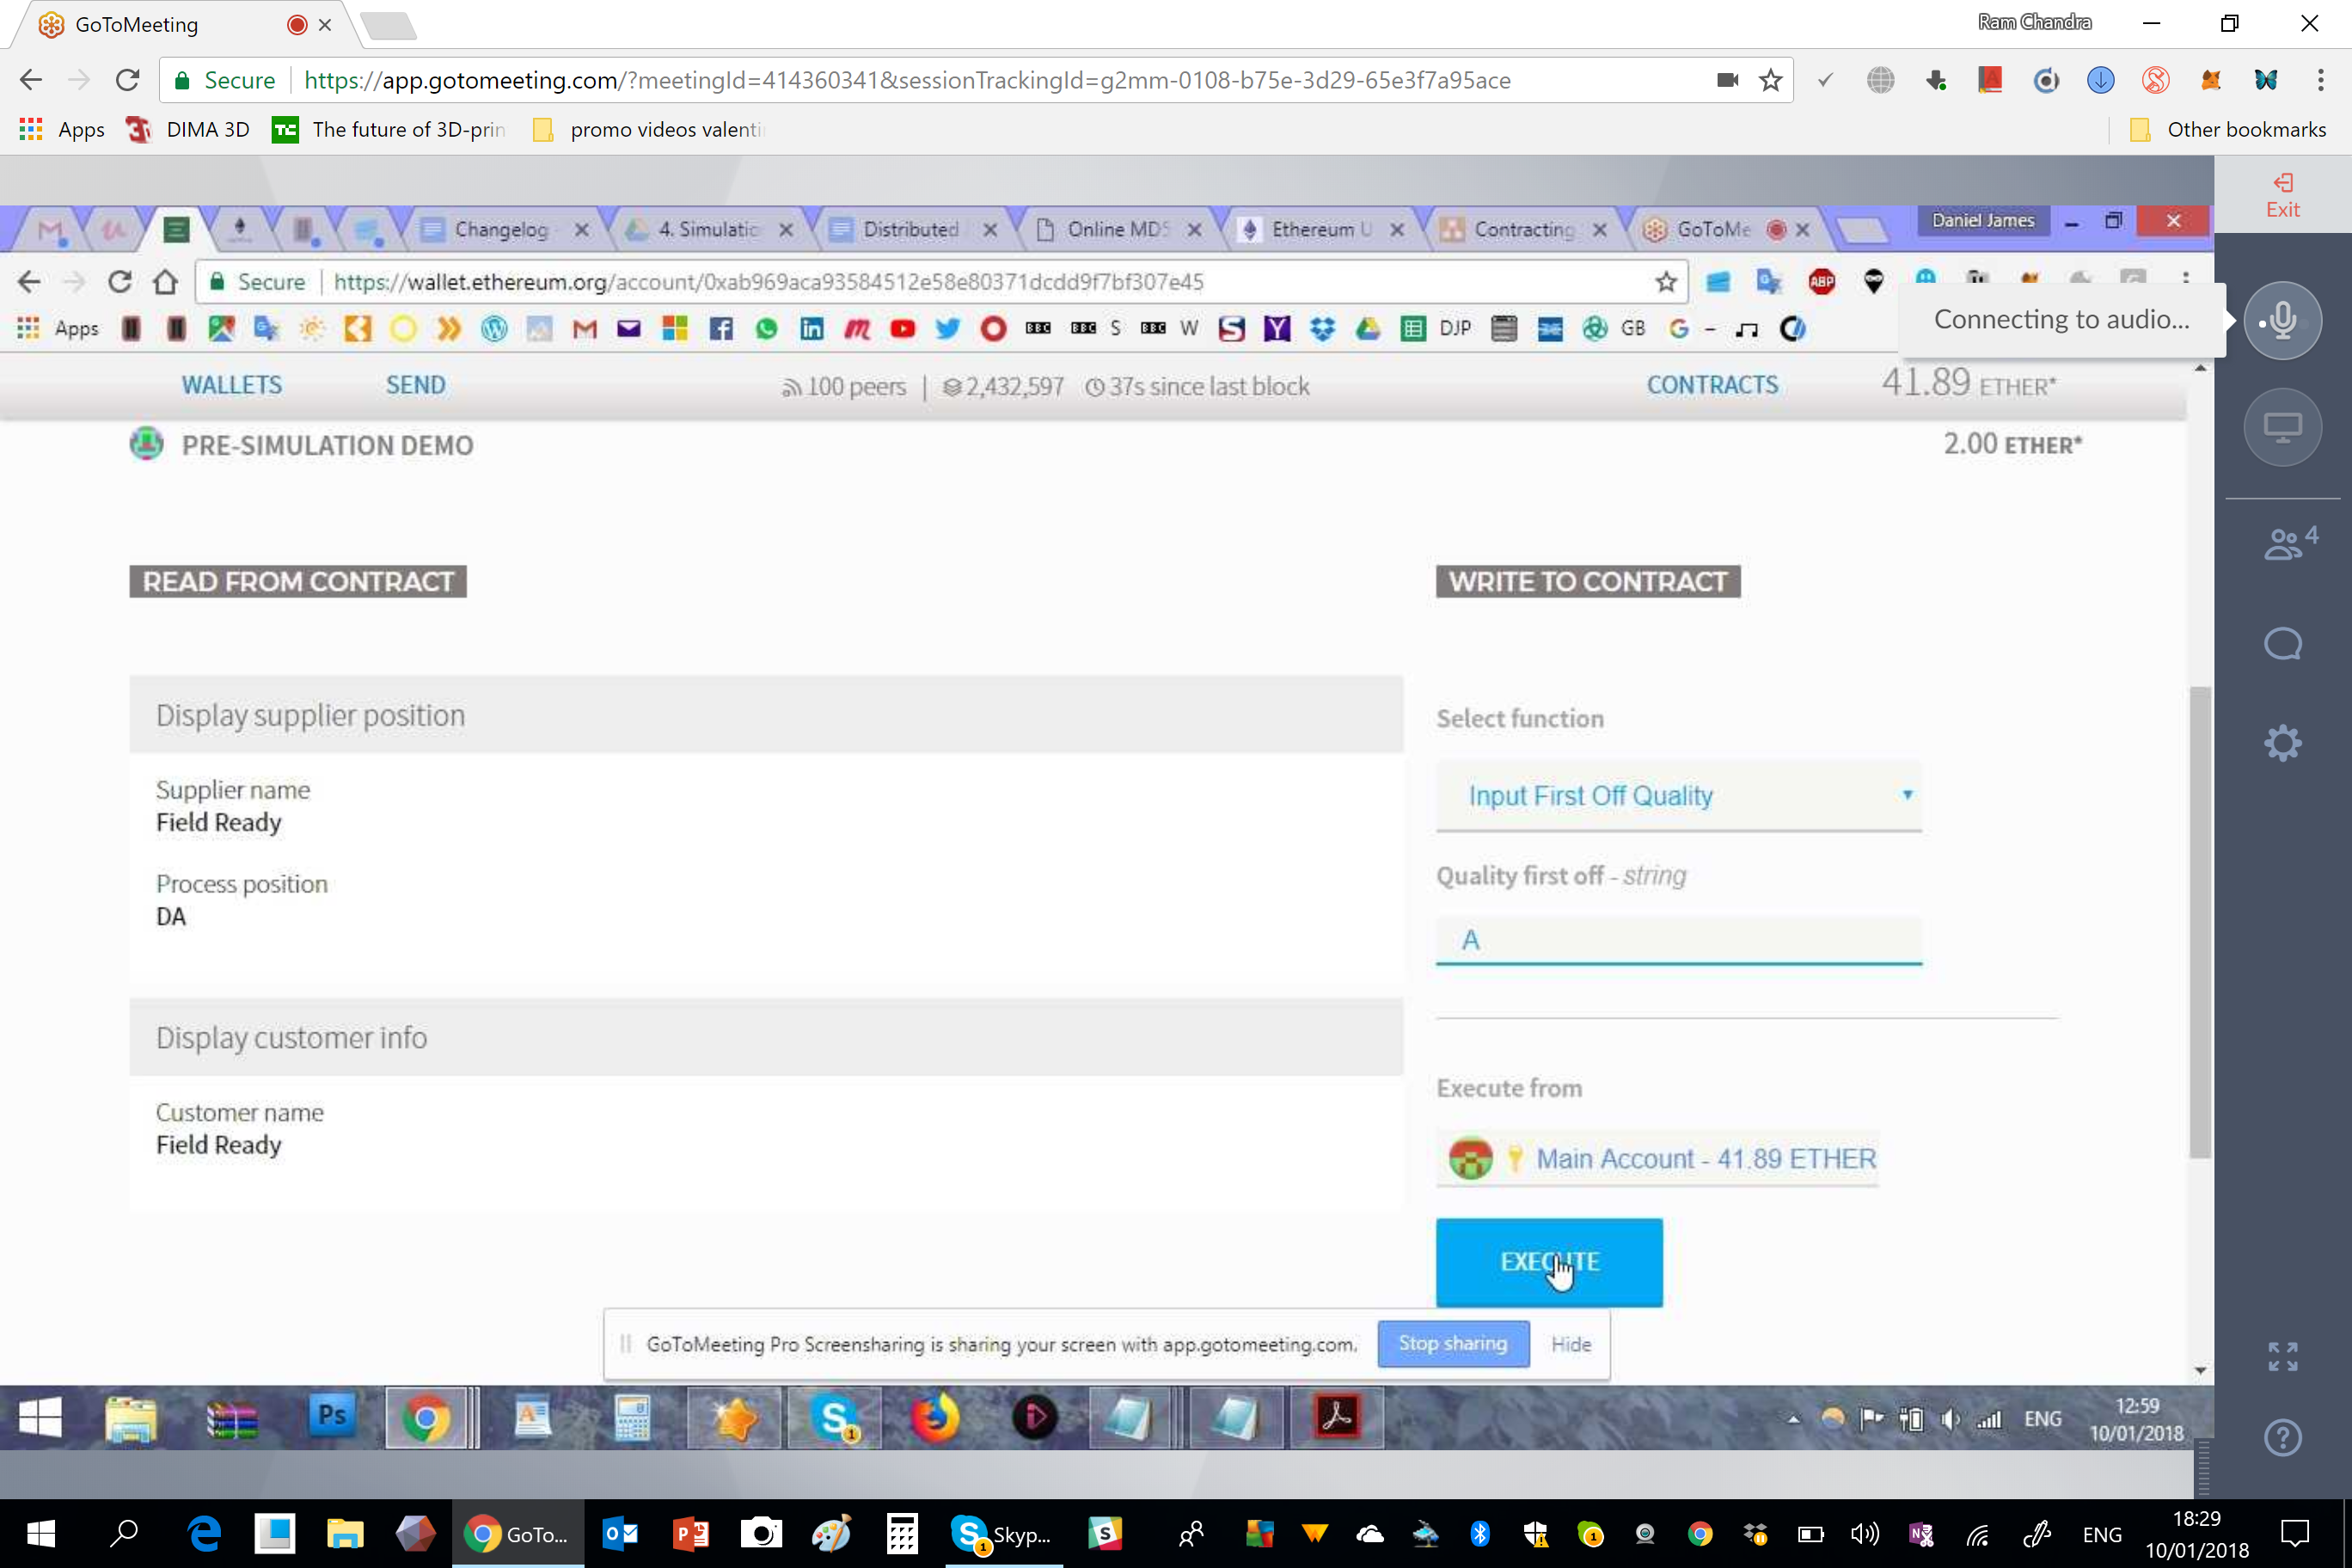 GoToMeeting
Ram Chandra
Secure https://app.gotomeeting.com/?meetingId=414360341&sessionTrackingId=g2mm-0108-b75e-3d29-65e3f7a95ace
Apps DIMA 3D TC The future of 3D-prin promo videos valenti Other bookmarks
Exit
Changelog 4. Simulatio Distributed Online MD5 Ethereum U Contracting GoToMe Daniel James
Secure https://wallet.ethereum.org/account/0xab969aca93584512e58e80371dcdd9f7bf307e45
ABP
Connecting to audio...
Apps BBC BBC S BBC W DJP GB G -
WALLETS SEND 100 peers | 2,432,597 37s since last block CONTRACTS 41.89 ETHER*
PRE-SIMULATION DEMO 2.00 ETHER*
4
READ FROM CONTRACT WRITE TO CONTRACT
Display supplier position
Select function
Supplier name
Field Ready
Input First Off Quality
Process position
DA
Quality first off - string
A
Display customer info
Execute from
Customer name
Field Ready
Main Account - 41.89 ETHER
EXECUTE
GoToMeeting Pro Screensharing is sharing your screen with app.gotomeeting.com. Stop sharing Hide
Ps
ENG
12:59
10/01/2018
GoTo...
Skyp...
ENG
18:29
10/01/2018